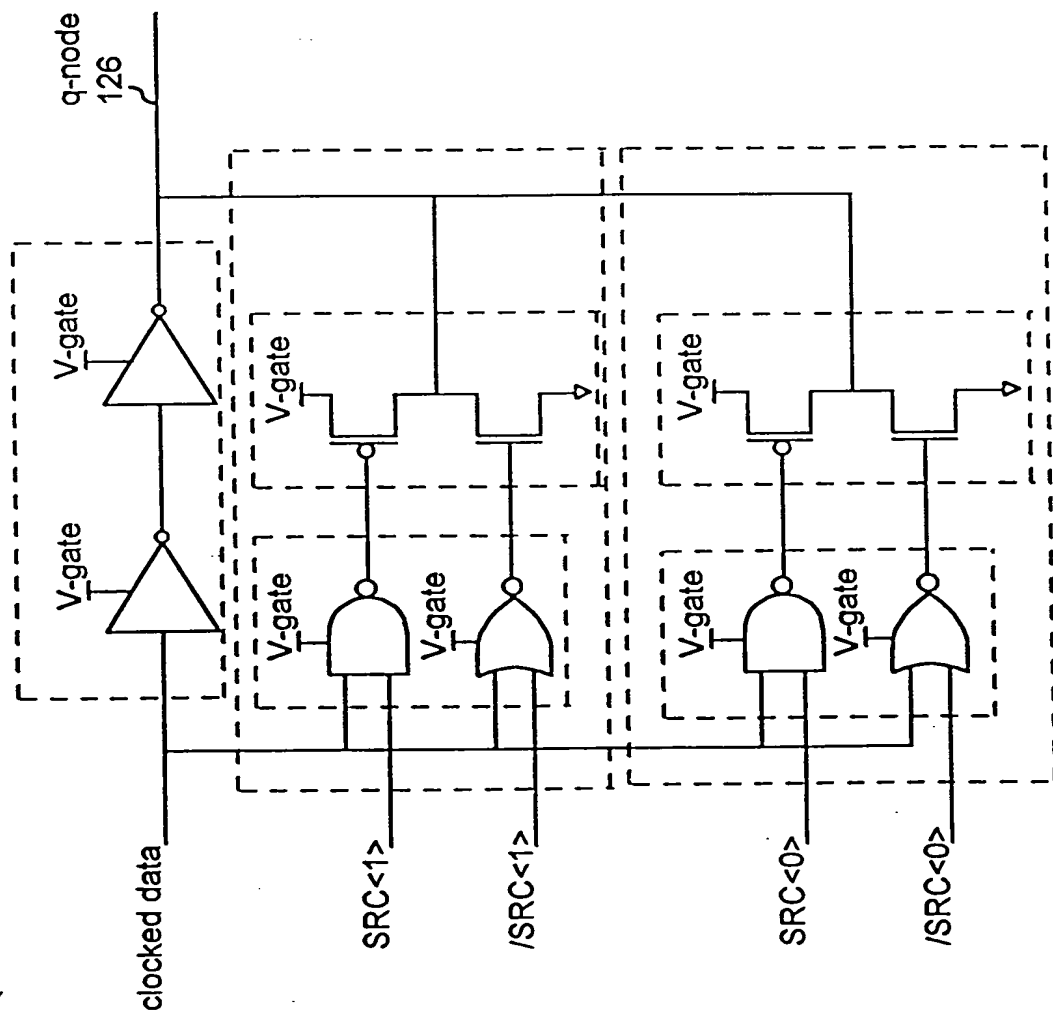 clocked data
V-gate
V-gate
q-node
126
SRC<1>
/SRC<1>
V-gate
V-gate
V-gate
SRC<0>
/SRC<0>
V-gate
V-gate
V-gate